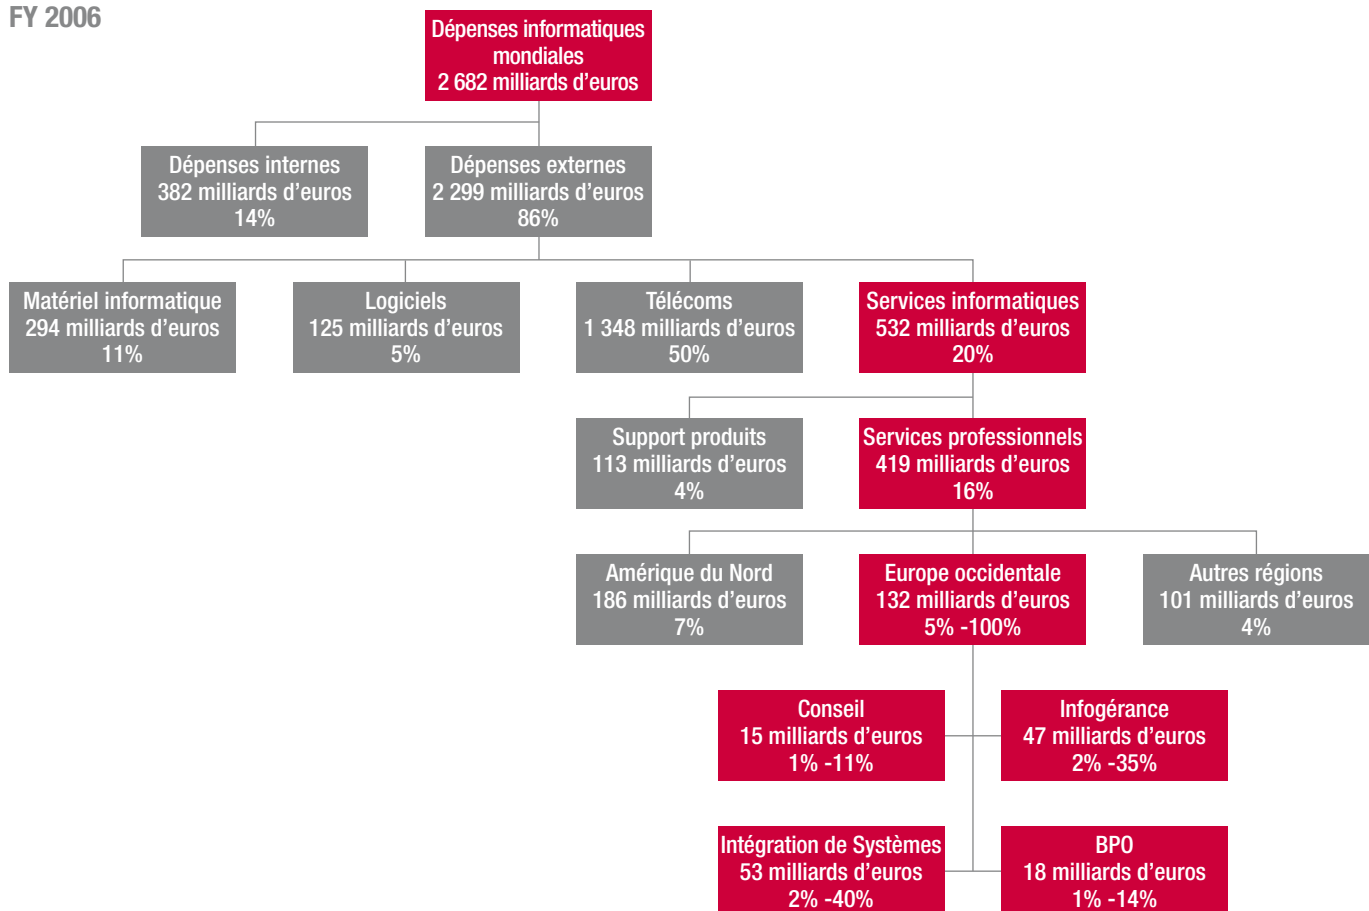 FY 2006
Dépenses informatiques
mondiales
2 682 milliards d’euros
Dépenses internes
382 milliards d’euros
14%
Dépenses externes
2 299 milliards d’euros
86%
Matériel informatique
294 milliards d’euros
11%
Logiciels
125 milliards d’euros
5%
Télécoms
1 348 milliards d’euros
50%
Services informatiques
532 milliards d’euros
20%
Support produits
113 milliards d’euros
4%
Services professionnels
419 milliards d’euros
16%
Amérique du Nord
186 milliards d’euros
7%
Europe occidentale
132 milliards d’euros
5% -100%
Autres régions
101 milliards d’euros
4%
Conseil
15 milliards d’euros
1% -11%
Infogérance
47 milliards d’euros
2% -35%
Intégration de Systèmes
53 milliards d’euros
2% -40%
BPO
18 milliards d’euros
1% -14%